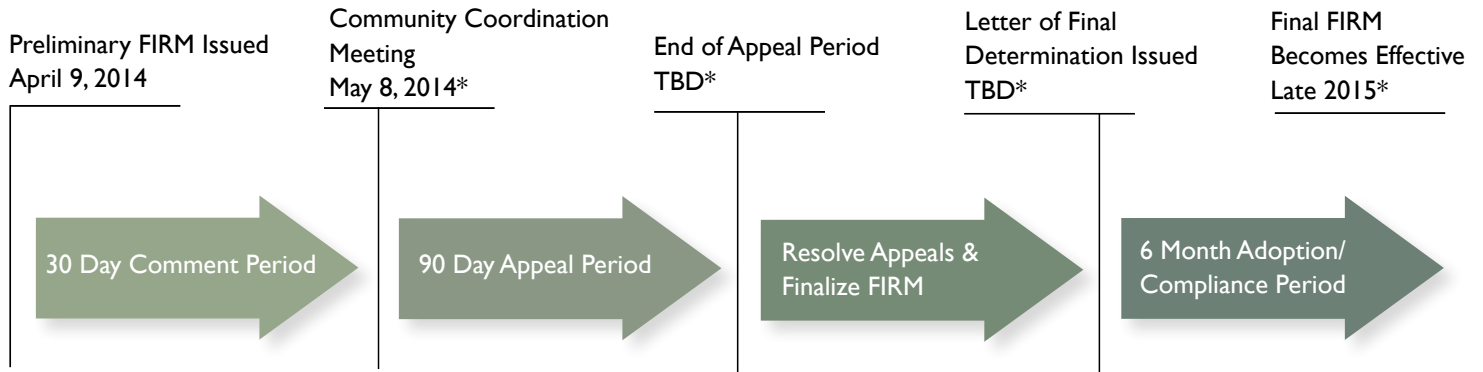 Preliminary FIRM Issued
April 9, 2014
Community Coordination
Meeting
May 8, 2014*
End of Appeal Period
TBD*
Letter of Final
Determination Issued
TBD*
Final FIRM
Becomes Effective
Late 2015*
30 Day Comment Period
90 Day Appeal Period
Resolve Appeals &
Finalize FIRM
6 Month Adoption/
Compliance Period